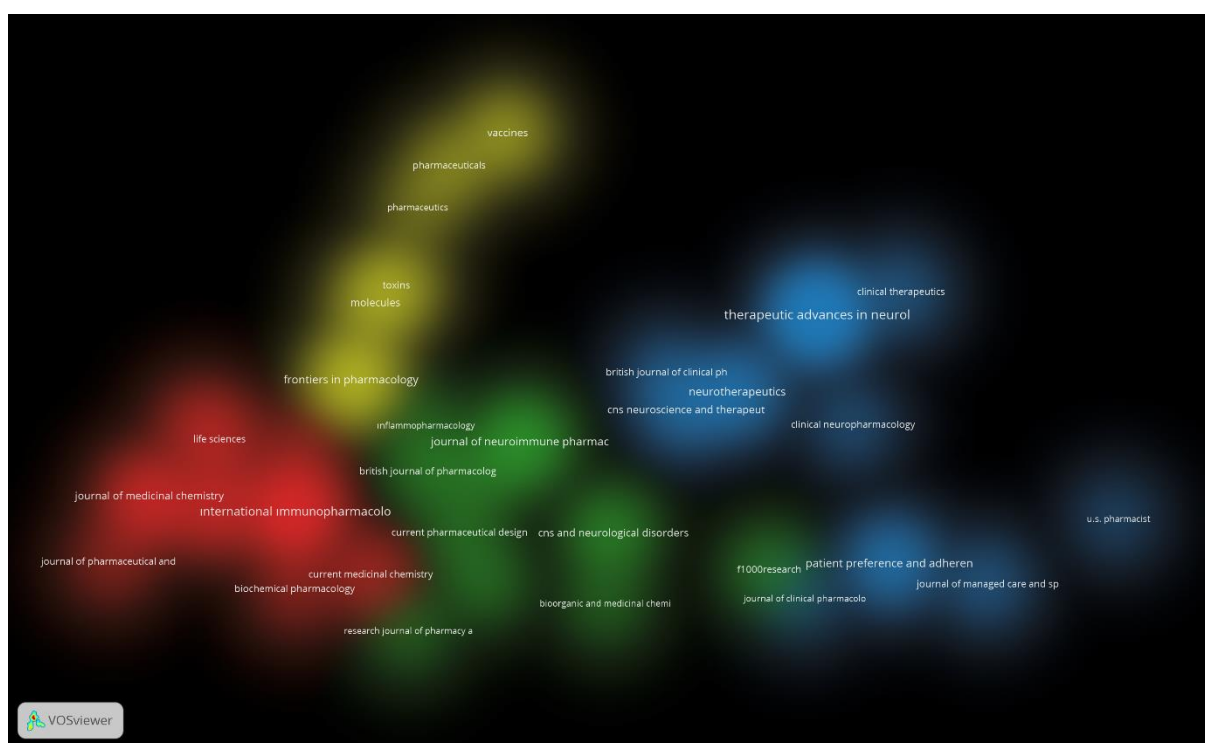 vaccines
pharmaceuticals
pharmaceutics
toxins
clinical therapeutics
molecules
therapeutic advances in neurol
british journal of clinical ph
frontiers in pharmacology
neurotherapeutics
cns neuroscience and therapeut
inflammopharmacology
clinical neuropharmacology
life sciences
journal of neuroimmune pharmac
british journal of pharmacolog
journal of medicinal chemistry
international immunopharmacolo
u.s. pharmacist
current pharmaceutical design
cns and neurological disorders
journal of pharmaceutical and
f1000research
patient preference and adheren
current medicinal chemistry
journal of managed care and sp
biochemical pharmacology
journal of clinical pharmacolo
bioorganic and medicinal chemi
research journal of pharmacy a
VOSviewer